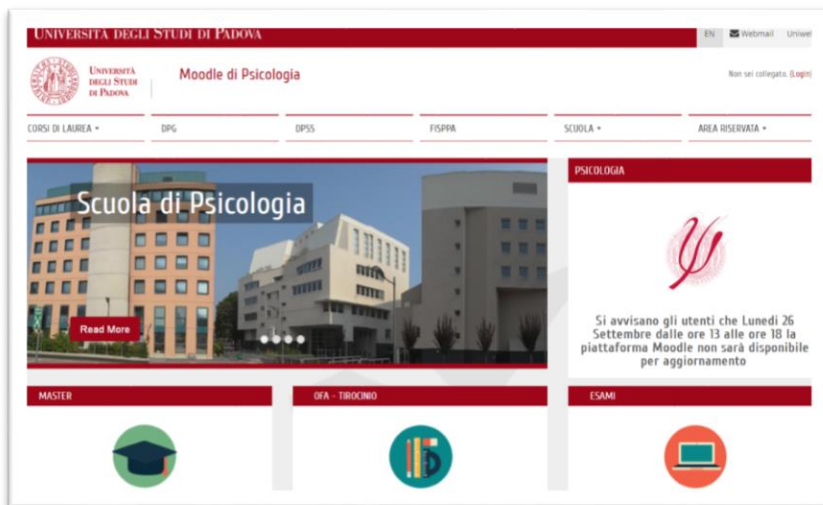 UNIVERSITÀ DEGLI STUDI DI PADOVA
EN Webmail Uniwe
UNIVERSITÀ
DEGLI STUDI
DI PADOVA
Moodle di Psicologia
Non sei collegato. (Login)
CORSI DI LAUREA
DPG
DPSS
FISPPA
SCUOLA
AREA RISERVATA
Scuola di Psicologia
Read More
PSICOLOGIA
Si avvisano gli utenti che Lunedi 26
Settembre dalle ore 13 alle ore 18 la
piattaforma Moodle non sarà disponibile
per aggiornamento
MASTER
OFA - TIROCINIO
ESAMI